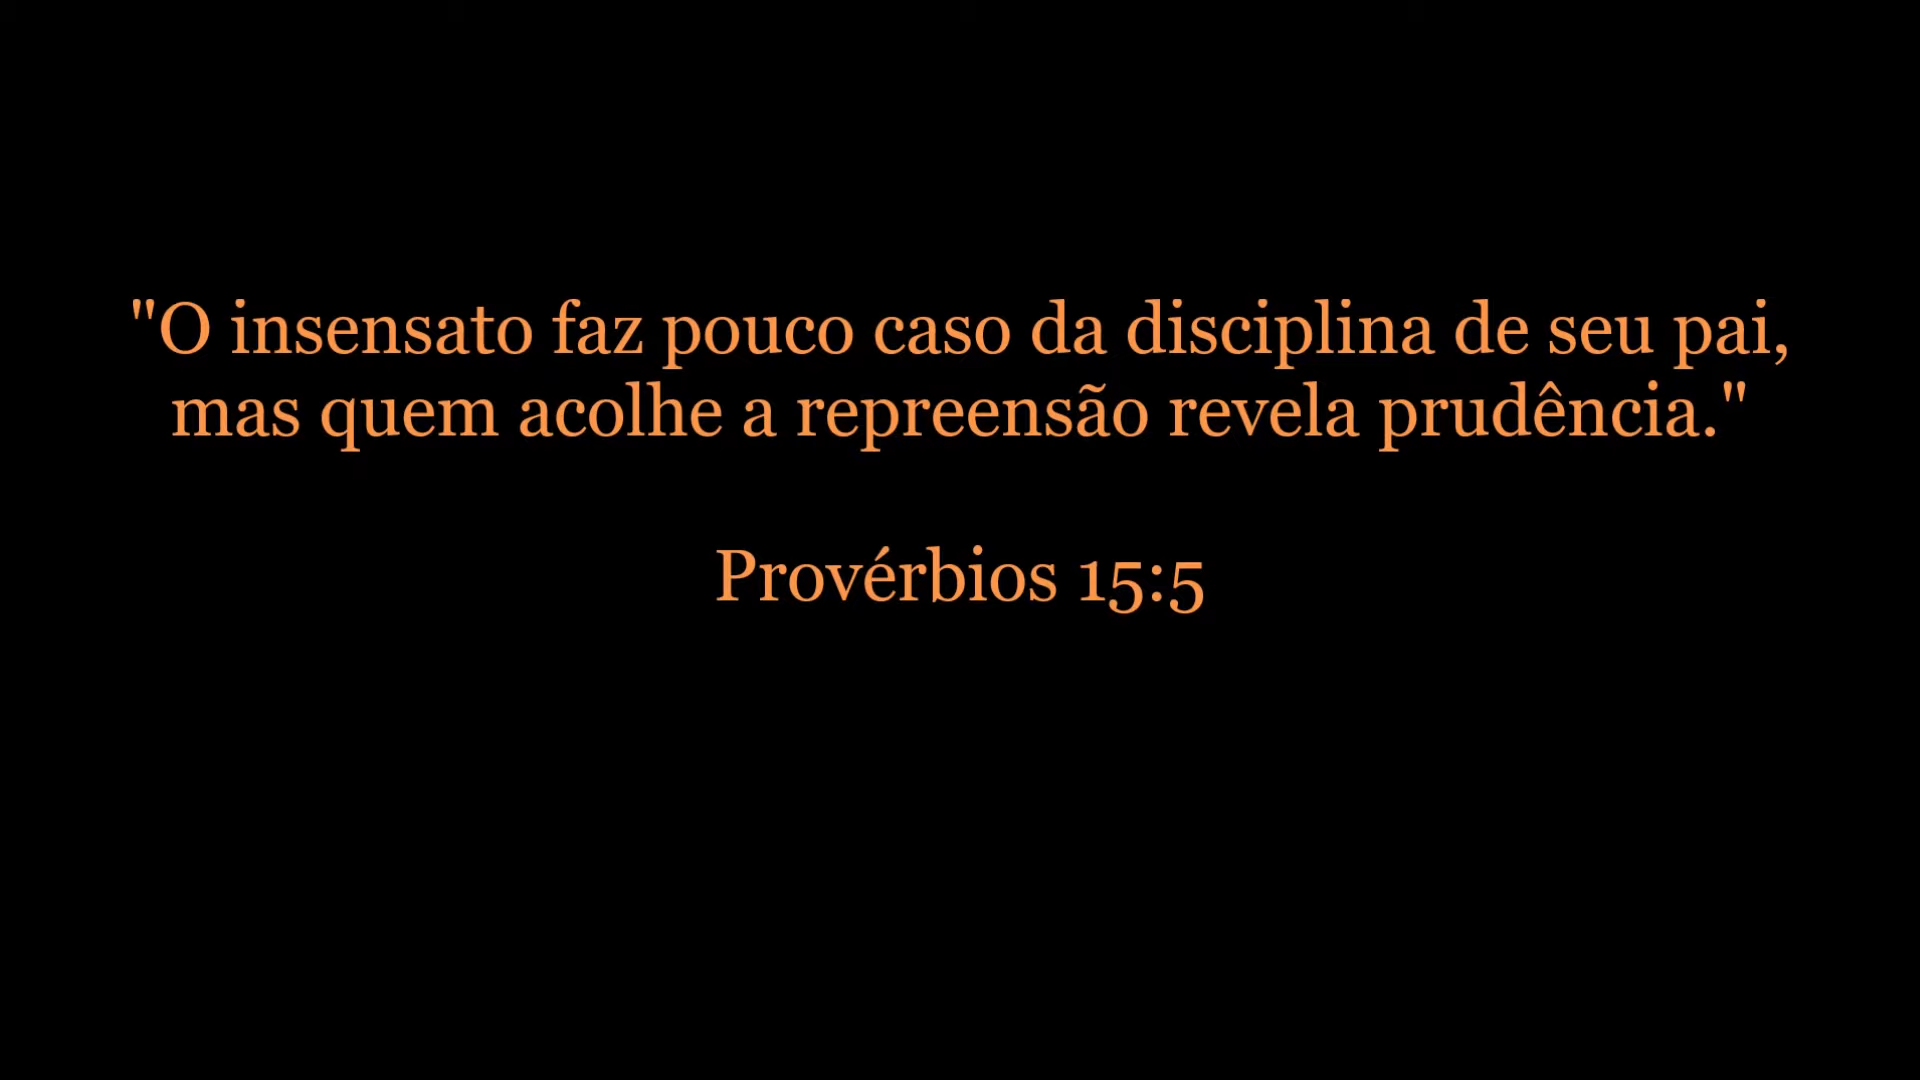 "O insensato faz pouco caso da disciplina de seu pai,
mas quem acolhe a repreensão revela prudência."
Provérbios 15:5